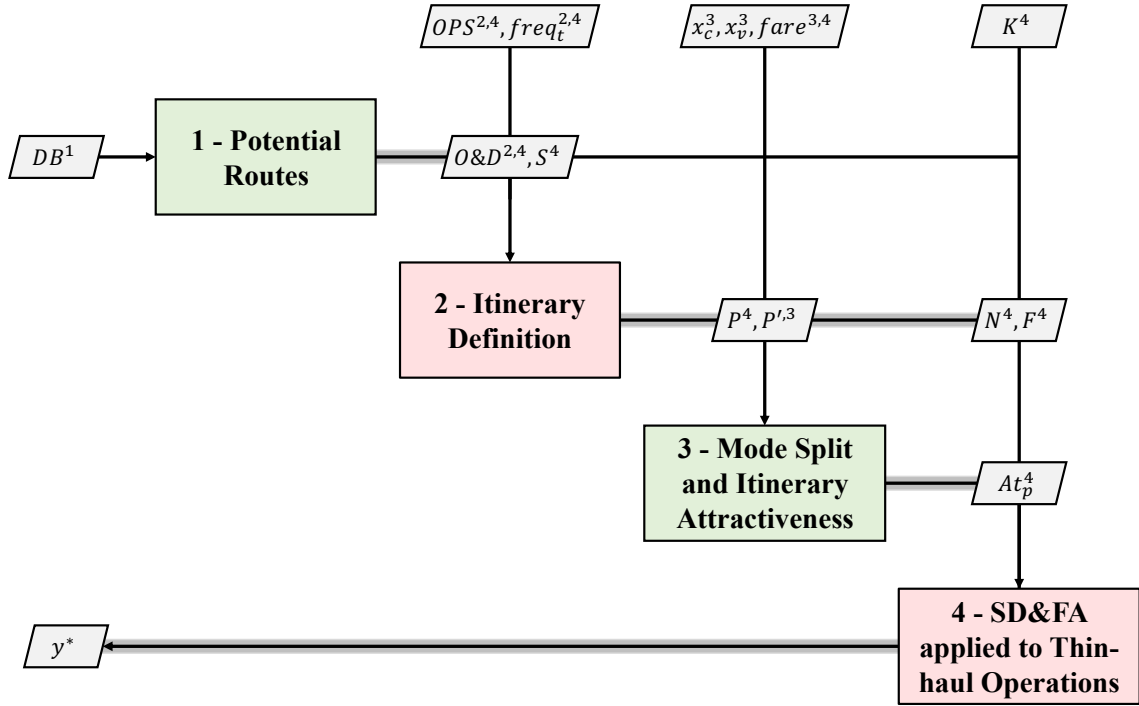 OPS^{2,4}, freq_t^{2,4}
x_c^3, x_v^3, fare^{3,4}
K^4
DB^1
1 - Potential
Routes
O&D^{2,4}, S^4
2 - Itinerary
Definition
P^4, P'^{,3}
N^4, F^4
3 - Mode Split
and Itinerary
Attractiveness
At_p^4
4 - SD&FA
applied to Thin-
haul Operations
y^*